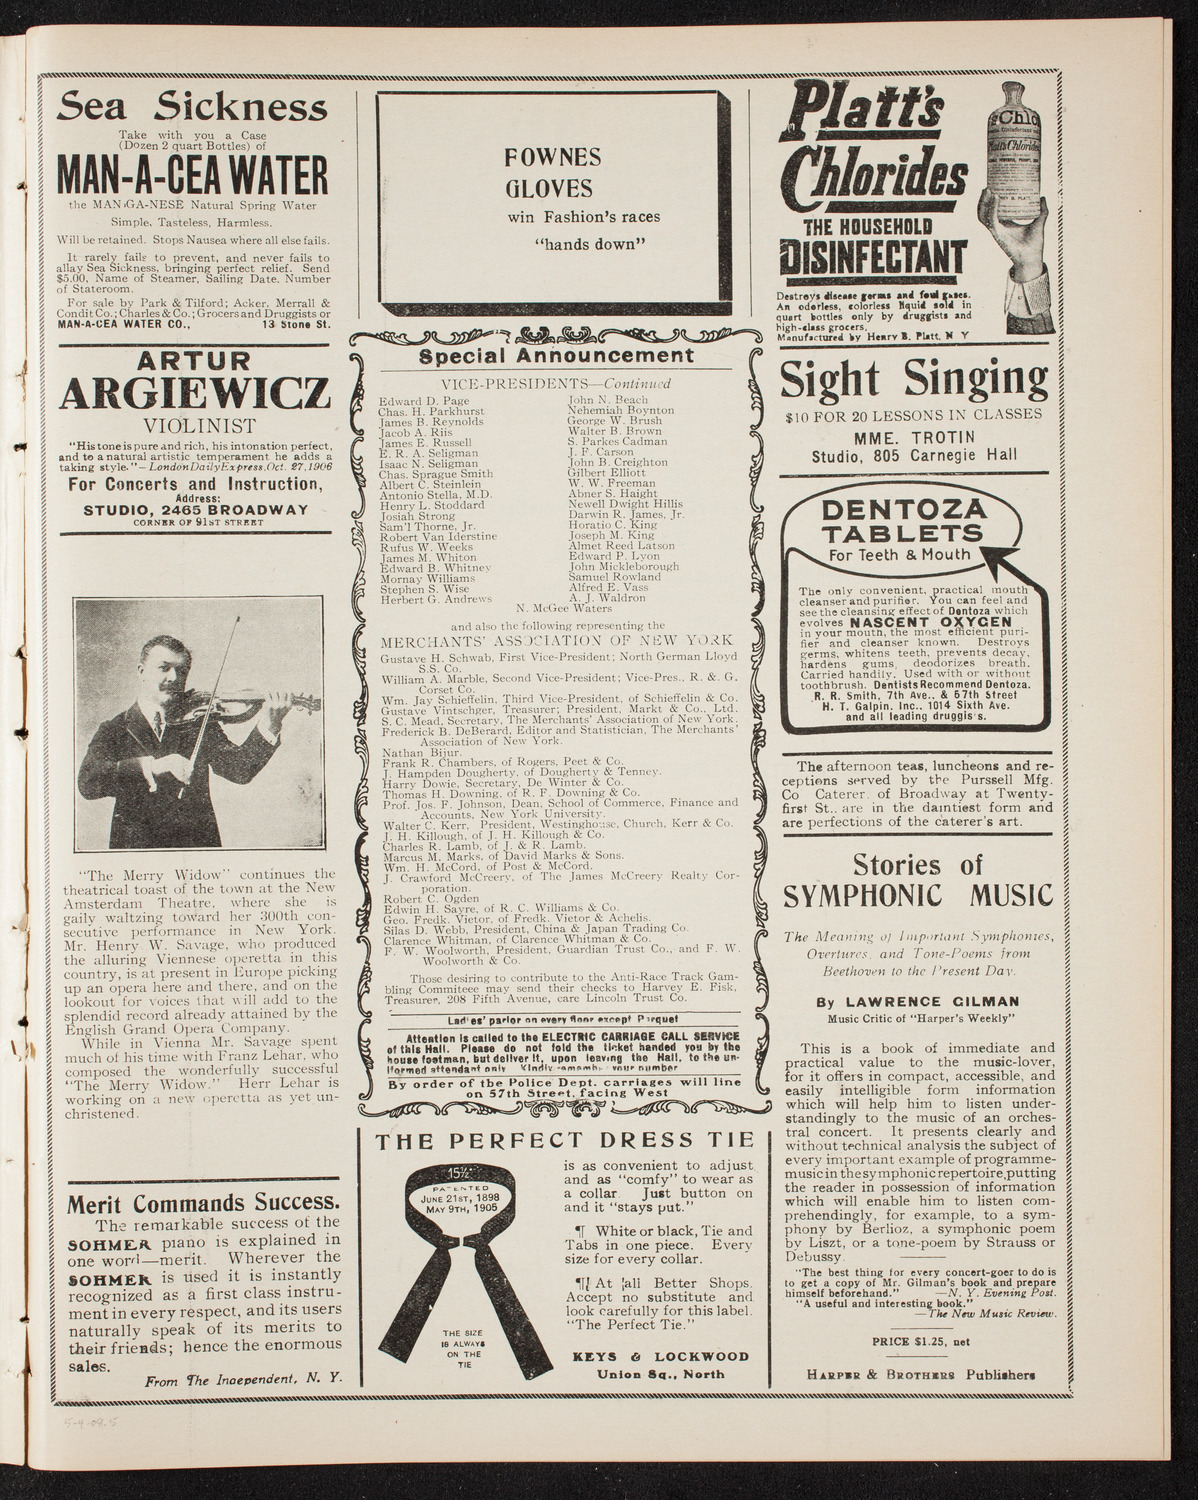 Sea Sickness
Take with you a Case
(Dozen 2 quart Bottles) of
MAN-A-CEA WATER
the MANGA-NESE Natural Spring Water
Simple, Tasteless, Harmless.
Will be retained. Stops Nausea where all else fails.
It rarely fails to prevent, and never fails to
allay Sea Sickness, bringing perfect relief. Send
$5.00, Name of Steamer, Sailing Date, Number
of Stateroom.
For sale by Park & Tilford; Acker, Merrall &
Condit Co.; Charles & Co.; Grocers and Druggists or
MAN-A-CEA WATER CO., 13 Stone St.
ARTUR
ARGIEWICZ
VIOLINIST
"His tone is pure and rich, his intonation perfect,
and to a natural artistic temperament he adds a
taking style."—London Daily Express, Oct. 27, 1906
For Concerts and Instruction,
Address:
STUDIO, 2465 BROADWAY
CORNER OF 91ST STREET
"The Merry Widow" continues the
theatrical toast of the town at the New
Amsterdam Theatre, where she is
gaily waltzing toward her 300th con-
secutive performance in New York.
Mr. Henry W. Savage, who produced
the alluring Viennese operetta in this
country, is at present in Europe picking
up an opera here and there, and on the
lookout for voices that will add to the
splendid record already attained by the
English Grand Opera Company.
While in Vienna Mr. Savage spent
much of his time with Franz Lehar, who
composed the wonderfully successful
"The Merry Widow." Herr Lehar is
working on a new operetta as yet un-
christened.
Merit Commands Success.
The remarkable success of the
SOHMER piano is explained in
one word—merit. Wherever the
SOHMER is used it is instantly
recognized as a first class instru-
ment in every respect, and its users
naturally speak of its merits to
their friends; hence the enormous
sales.
From The Independent, N. Y.
5-4-08.5
FOWNES
GLOVES
win Fashion's races
"hands down"
Special Announcement
VICE-PRESIDENTS—Continued
Edward D. Page
Chas. H. Parkhurst
James B. Reynolds
Jacob A. Riis
James E. Russell
E. R. A. Seligman
Isaac N. Seligman
Chas. Sprague Smith
Albert C. Steinlein
Antonio Stella, M.D.
Henry L. Stoddard
Josiah Strong
Sam'l Thorne, Jr.
Robert Van Iderstine
Rufus W. Weeks
James M. Whiton
Edward B. Whitney
Mornay Williams
Stephen S. Wise
Herbert G. Andrews
John N. Beach
Nehemiah Boynton
George W. Brush
Walter B. Brown
S. Parkes Cadman
J. F. Carson
John B. Creighton
Gilbert Elliott
W. W. Freeman
Abner S. Haight
Newell Dwight Hillis
Darwin R. James, Jr.
Horatio C. King
Joseph M. King
Almet Reed Latson
Edward P. Lyon
John Mickleborough
Samuel Rowland
Alfred E. Vass
A. J. Waldron
N. McGee Waters
and also the following representing the
MERCHANTS' ASSOCIATION OF NEW YORK
Gustave H. Schwab, First Vice-President; North German Lloyd
S.S. Co.
William A. Marble, Second Vice-President; Vice-Pres., R. & G.
Corset Co.
Wm. Jay Schieffelin, Third Vice-President, of Schieffelin & Co.
Gustave Vintschger, Treasurer; President, Markt & Co., Ltd.
S. C. Mead, Secretary, The Merchants' Association of New York.
Frederick B. DeBerard, Editor and Statistician, The Merchants'
Association of New York.
Nathan Bijur.
Frank R. Chambers, of Rogers, Peet & Co.
J. Hampden Dougherty, of Dougherty & Tenney.
Harry Dowie, Secretary, De Winter & Co.
Thomas H. Downing, of R. F. Downing & Co.
Prof. Jos. F. Johnson, Dean, School of Commerce, Finance and
Accounts, New York University.
Walter C. Kerr, President, Westinghouse, Church, Kerr & Co.
J. H. Killough, of J. H. Killough & Co.
Charles R. Lamb, of J. & R. Lamb.
Marcus M. Marks, of David Marks & Sons.
Wm. H. McCord, of Post & McCord.
J. Crawford McCreery, of The James McCreery Realty Cor-
poration.
Robert C. Ogden
Edwin H. Sayre, of R. C. Williams & Co.
Geo. Fredk. Vietor, of Fredk. Vietor & Achelis.
Silas D. Webb, President, China & Japan Trading Co.
Clarence Whitman, of Clarence Whitman & Co.
F. W. Woolworth, President, Guardian Trust Co., and F. W.
Woolworth & Co.
Those desiring to contribute to the Anti-Race Track Gam-
bling Commiteee may send their checks to Harvey E. Fisk,
Treasurer, 208 Fifth Avenue, care Lincoln Trust Co.
Ladies' parlor on every floor except Parquet
Attention is called to the ELECTRIC CARRIAGE CALL SERVICE
of this Hall. Please do not fold the ticket handed you by the
house footman, but deliver it, upon leaving the Hall, to the un-
iformed attendant only Kindly remember your number
By order of the Police Dept. carriages will line
on 57th Street, facing West
THE PERFECT DRESS TIE
15½
PATENTED
JUNE 21ST, 1898
MAY 9TH, 1905
THE SIZE
IS ALWAYS
ON THE
TIE
is as convenient to adjust
and as "comfy" to wear as
a collar. Just button on
and it "stays put."
¶ White or black, Tie and
Tabs in one piece. Every
size for every collar.
¶ At all Better Shops.
Accept no substitute and
look carefully for this label.
"The Perfect Tie."
KEYS & LOCKWOOD
Union Sq., North
Platt's
Chlorides
THE HOUSEHOLD
DISINFECTANT
Destroys disease germs and foul gases.
An odorless, colorless liquid sold in
quart bottles only by druggists and
high-class grocers.
Manufactured by Henry B. Platt, N Y
Sight Singing
$10 FOR 20 LESSONS IN CLASSES
MME. TROTIN
Studio, 805 Carnegie Hall
DENTOZA
TABLETS
For Teeth & Mouth
The only convenient, practical mouth
cleanser and purifier. You can feel and
see the cleansing effect of Dentoza which
evolves NASCENT OXYGEN
in your mouth, the most efficient puri-
fier and cleanser known. Destroys
germs, whitens teeth, prevents decay,
hardens gums, deodorizes breath.
Carried handily. Used with or without
toothbrush. Dentists Recommend Dentoza.
R. R. Smith, 7th Ave., & 57th Street
H. T. Galpin, Inc., 1014 Sixth Ave.
and all leading druggis's.
The afternoon teas, luncheons and re-
ceptions served by the Purssell Mfg.
Co Caterer, of Broadway at Twenty-
first St., are in the daintiest form and
are perfections of the caterer's art.
Stories of
SYMPHONIC MUSIC
The Meaning of Important Symphonies,
Overtures, and Tone-Poems from
Beethoven to the Present Day.
By LAWRENCE GILMAN
Music Critic of "Harper's Weekly"
This is a book of immediate and
practical value to the music-lover,
for it offers in compact, accessible, and
easily intelligible form information
which will help him to listen under-
standingly to the music of an orches-
tral concert. It presents clearly and
without technical analysis the subject of
every important example of programme-
music in the symphonic repertoire, putting
the reader in possession of information
which will enable him to listen com-
prehendingly, for example, to a sym-
phony by Berlioz, a symphonic poem
by Liszt, or a tone-poem by Strauss or
Debussy.
"The best thing for every concert-goer to do is
to get a copy of Mr. Gilman's book and prepare
himself beforehand." —N. Y. Evening Post.
"A useful and interesting book."
—The New Music Review.
PRICE $1.25, net
HARPER & BROTHERS Publishers